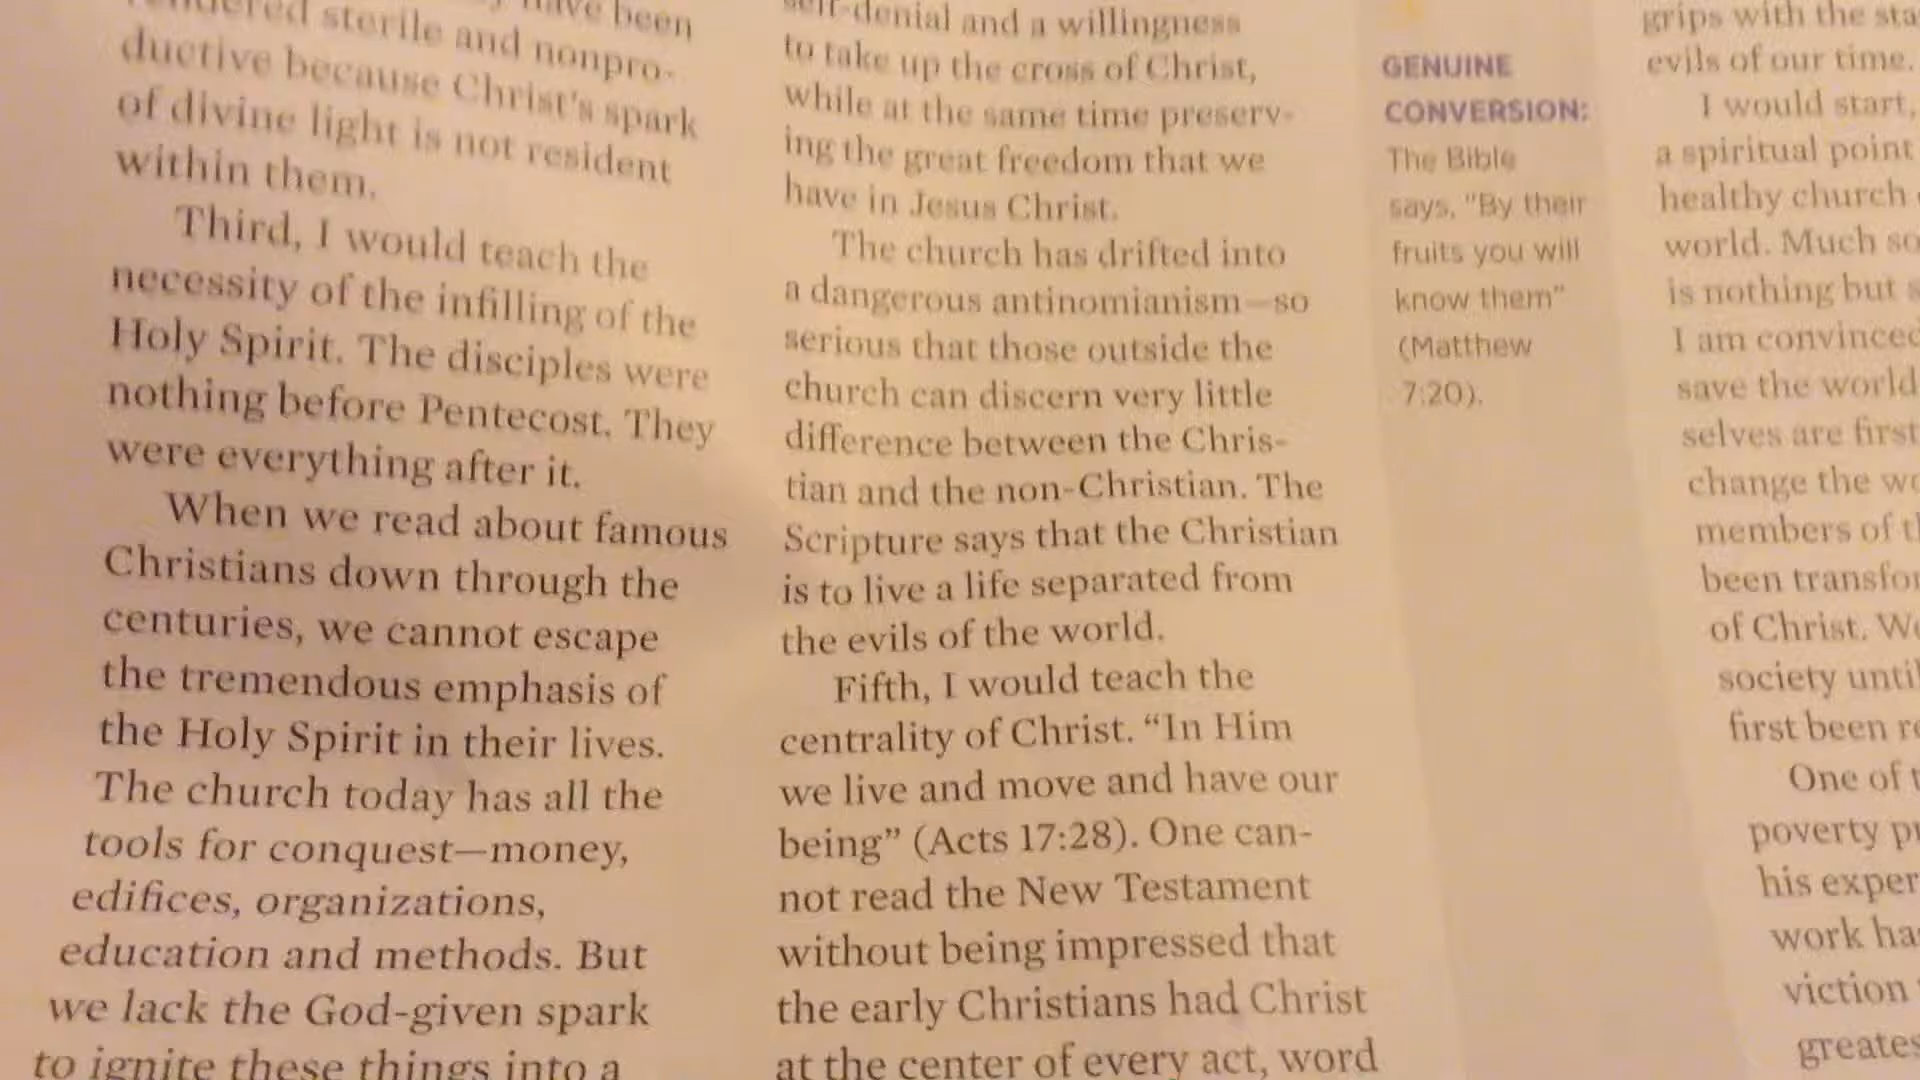 have been
rendered sterile and nonpro-
ductive because Christ's spark
of divine light is not resident
within them.
Third, I would teach the
necessity of the infilling of the
Holy Spirit. The disciples were
nothing before Pentecost. They
were everything after it.
When we read about famous
Christians down through the
centuries, we cannot escape
the tremendous emphasis of
the Holy Spirit in their lives.
The church today has all the
tools for conquest—money,
edifices, organizations,
education and methods. But
we lack the God-given spark
to ignite these things into a
self-denial and a willingness
to take up the cross of Christ,
while at the same time preserv-
ing the great freedom that we
have in Jesus Christ.
The church has drifted into
a dangerous antinomianism—so
serious that those outside the
church can discern very little
difference between the Chris-
tian and the non-Christian. The
Scripture says that the Christian
is to live a life separated from
the evils of the world.
Fifth, I would teach the
centrality of Christ. “In Him
we live and move and have our
being” (Acts 17:28). One can-
not read the New Testament
without being impressed that
the early Christians had Christ
at the center of every act, word
GENUINE
CONVERSION:
The Bible
says, “By their
fruits you will
know them”
(Matthew
7:20).
grips with the
evils of our time.
I would start,
a spiritual point
healthy church
world. Much
is nothing but
I am convinced
save the world
selves are first
change the
members of
been
of Christ.
society until
first been
One of
poverty
his
work
viction